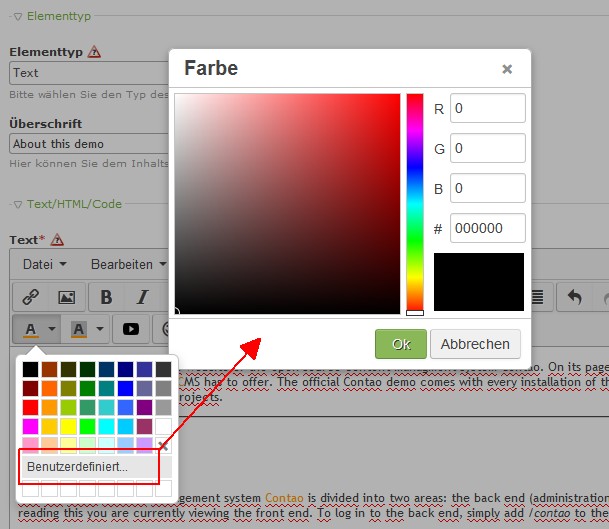 Elementtyp
Elementtyp
Text
Bitte wählen Sie den Typ des
Überschrift
About this demo
Hier können Sie dem Inhalts
Text/HTML/Code
Text*
Datei
Bearbeiten
B
I
A
A
Farbe
×
R 0
G 0
B 0
# 000000
Ok
Abbrechen
On its page
CMS has to offer. The official Contao demo comes with every installation of th
rojects.
Benutzerdefiniert...
agement system Contao is divided into two areas: the back end (administration
reading this you are currently viewing the front end. To log in to the back end, simply add /contao to the